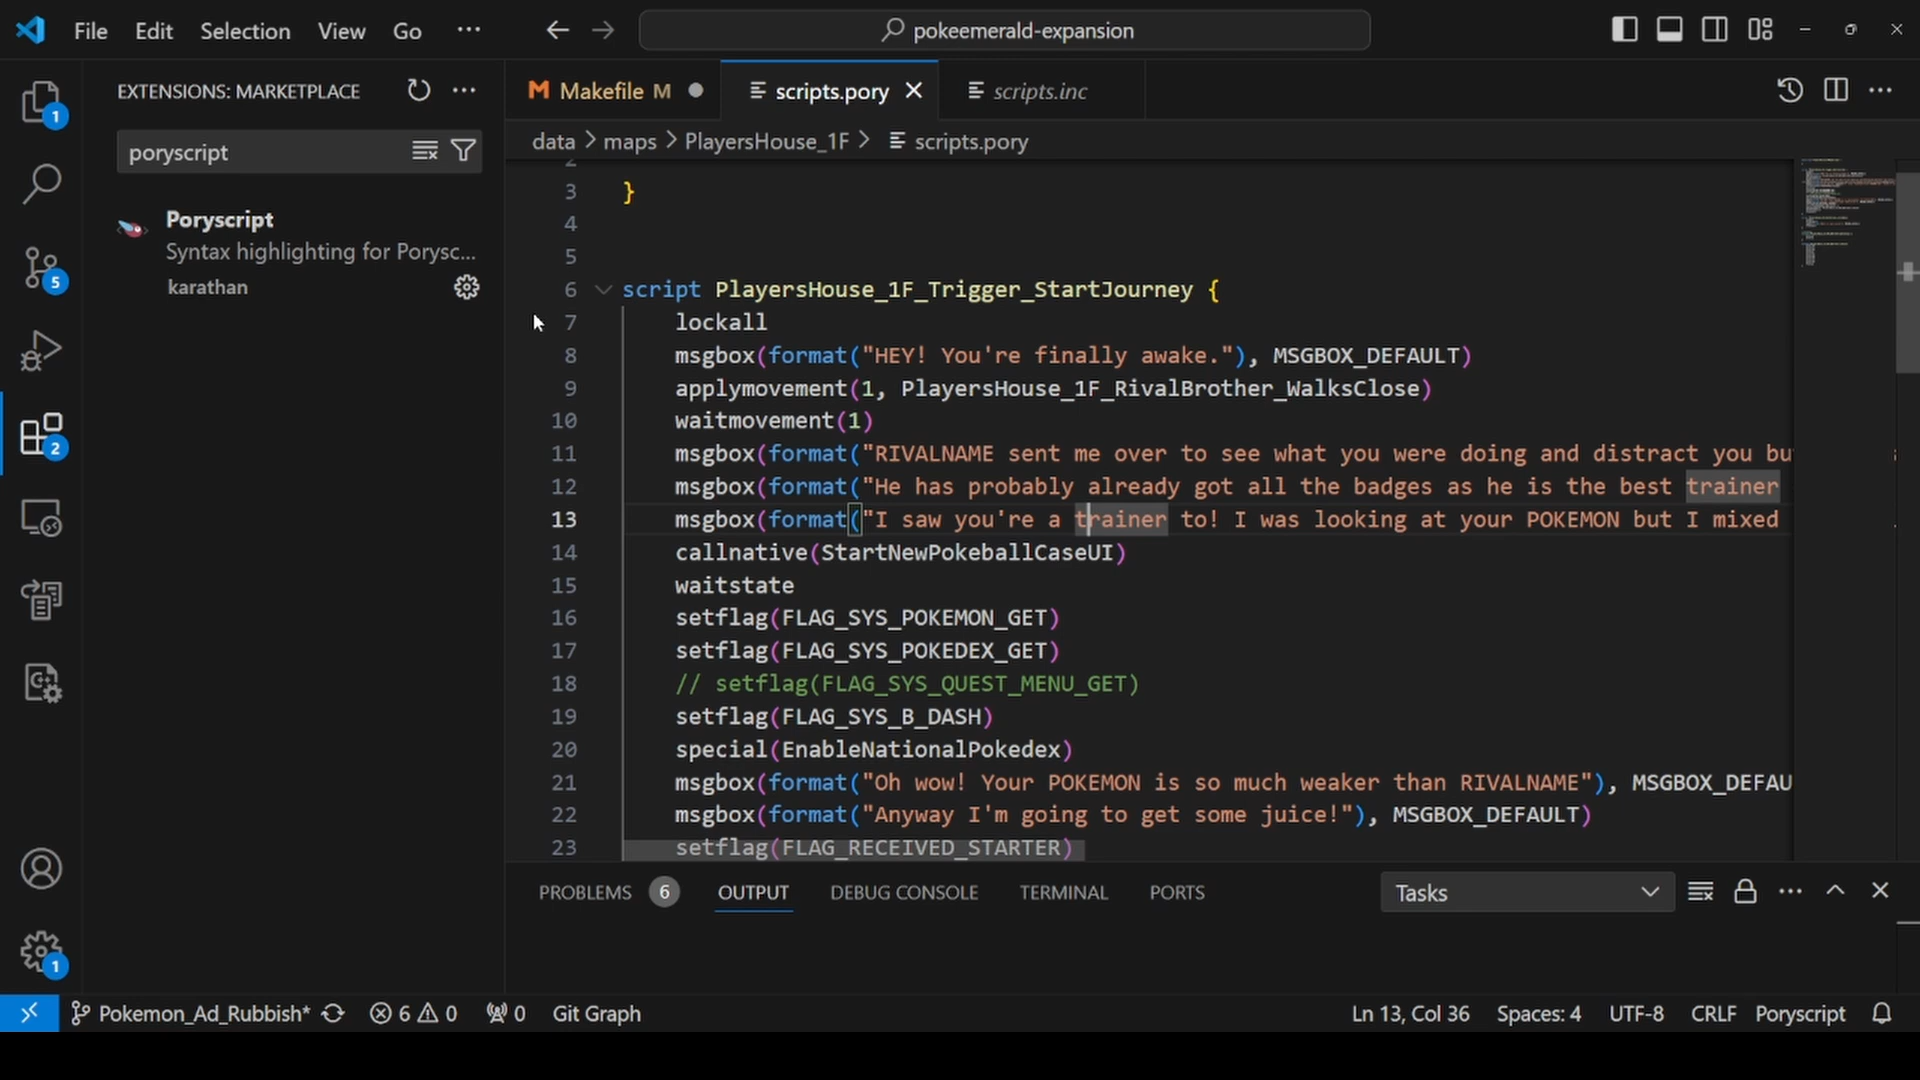 File Edit Selection View Go ··· pokeemerald-expansion
EXTENSIONS: MARKETPLACE
poryscript
Poryscript
Syntax highlighting for Porysc...
karathan
1
5
2
1
Makefile M scripts.pory scripts.inc
data > maps > PlayersHouse_1F > scripts.pory
3 }
4
5
6 script PlayersHouse_1F_Trigger_StartJourney {
7 lockall
8 msgbox(format("HEY! You're finally awake."), MSGBOX_DEFAULT)
9 applymovement(1, PlayersHouse_1F_RivalBrother_WalksClose)
10 waitmovement(1)
11 msgbox(format("RIVALNAME sent me over to see what you were doing and distract you bu
12 msgbox(format("He has probably already got all the badges as he is the best trainer
13 msgbox(format("I saw you're a trainer to! I was looking at your POKEMON but I mixed
14 callnative(StartNewPokeballCaseUI)
15 waitstate
16 setflag(FLAG_SYS_POKEMON_GET)
17 setflag(FLAG_SYS_POKEDEX_GET)
18 // setflag(FLAG_SYS_QUEST_MENU_GET)
19 setflag(FLAG_SYS_B_DASH)
20 special(EnableNationalPokedex)
21 msgbox(format("Oh wow! Your POKEMON is so much weaker than RIVALNAME"), MSGBOX_DEFAU
22 msgbox(format("Anyway I'm going to get some juice!"), MSGBOX_DEFAULT)
23 setflag(FLAG_RECEIVED_STARTER)
PROBLEMS 6 OUTPUT DEBUG CONSOLE TERMINAL PORTS Tasks
Pokemon_Ad_Rubbish* 6 0 0 Git Graph Ln 13, Col 36 Spaces: 4 UTF-8 CRLF Poryscript